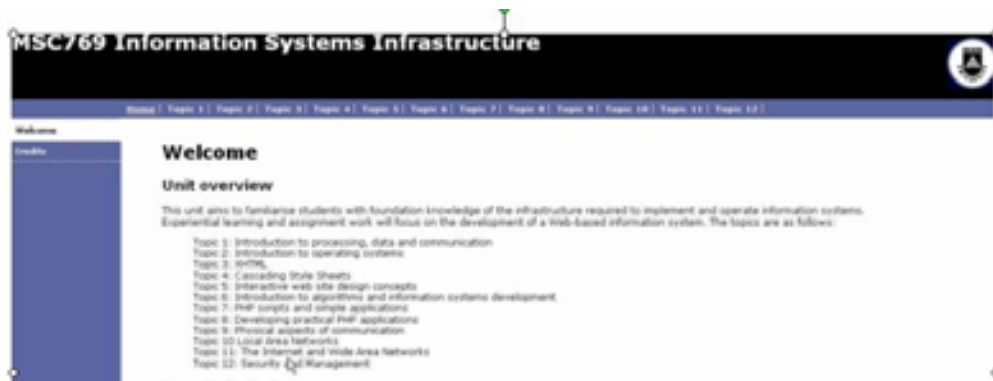 MSC769 Information Systems Infrastructure
Home | Topic 1 | Topic 2 | Topic 3 | Topic 4 | Topic 5 | Topic 6 | Topic 7 | Topic 8 | Topic 9 | Topic 10 | Topic 11 | Topic 12 |
Welcome
Credits
Welcome
Unit overview
This unit aims to familiarise students with foundation knowledge of the infrastructure required to implement and operate information systems.
Experiential learning and assignment work will focus on the development of a Web-based information system. The topics are as follows:
Topic 1: Introduction to processing, data and communication
Topic 2: Introduction to operating systems
Topic 3: XHTML
Topic 4: Cascading Style Sheets
Topic 5: Interactive web site design concepts
Topic 6: Introduction to algorithms and information systems development
Topic 7: PHP scripts and simple applications
Topic 8: Developing practical PHP applications
Topic 9: Physical aspects of communication
Topic 10 Local Area Networks
Topic 11: The Internet and Wide Area Networks
Topic 12: Security and Management